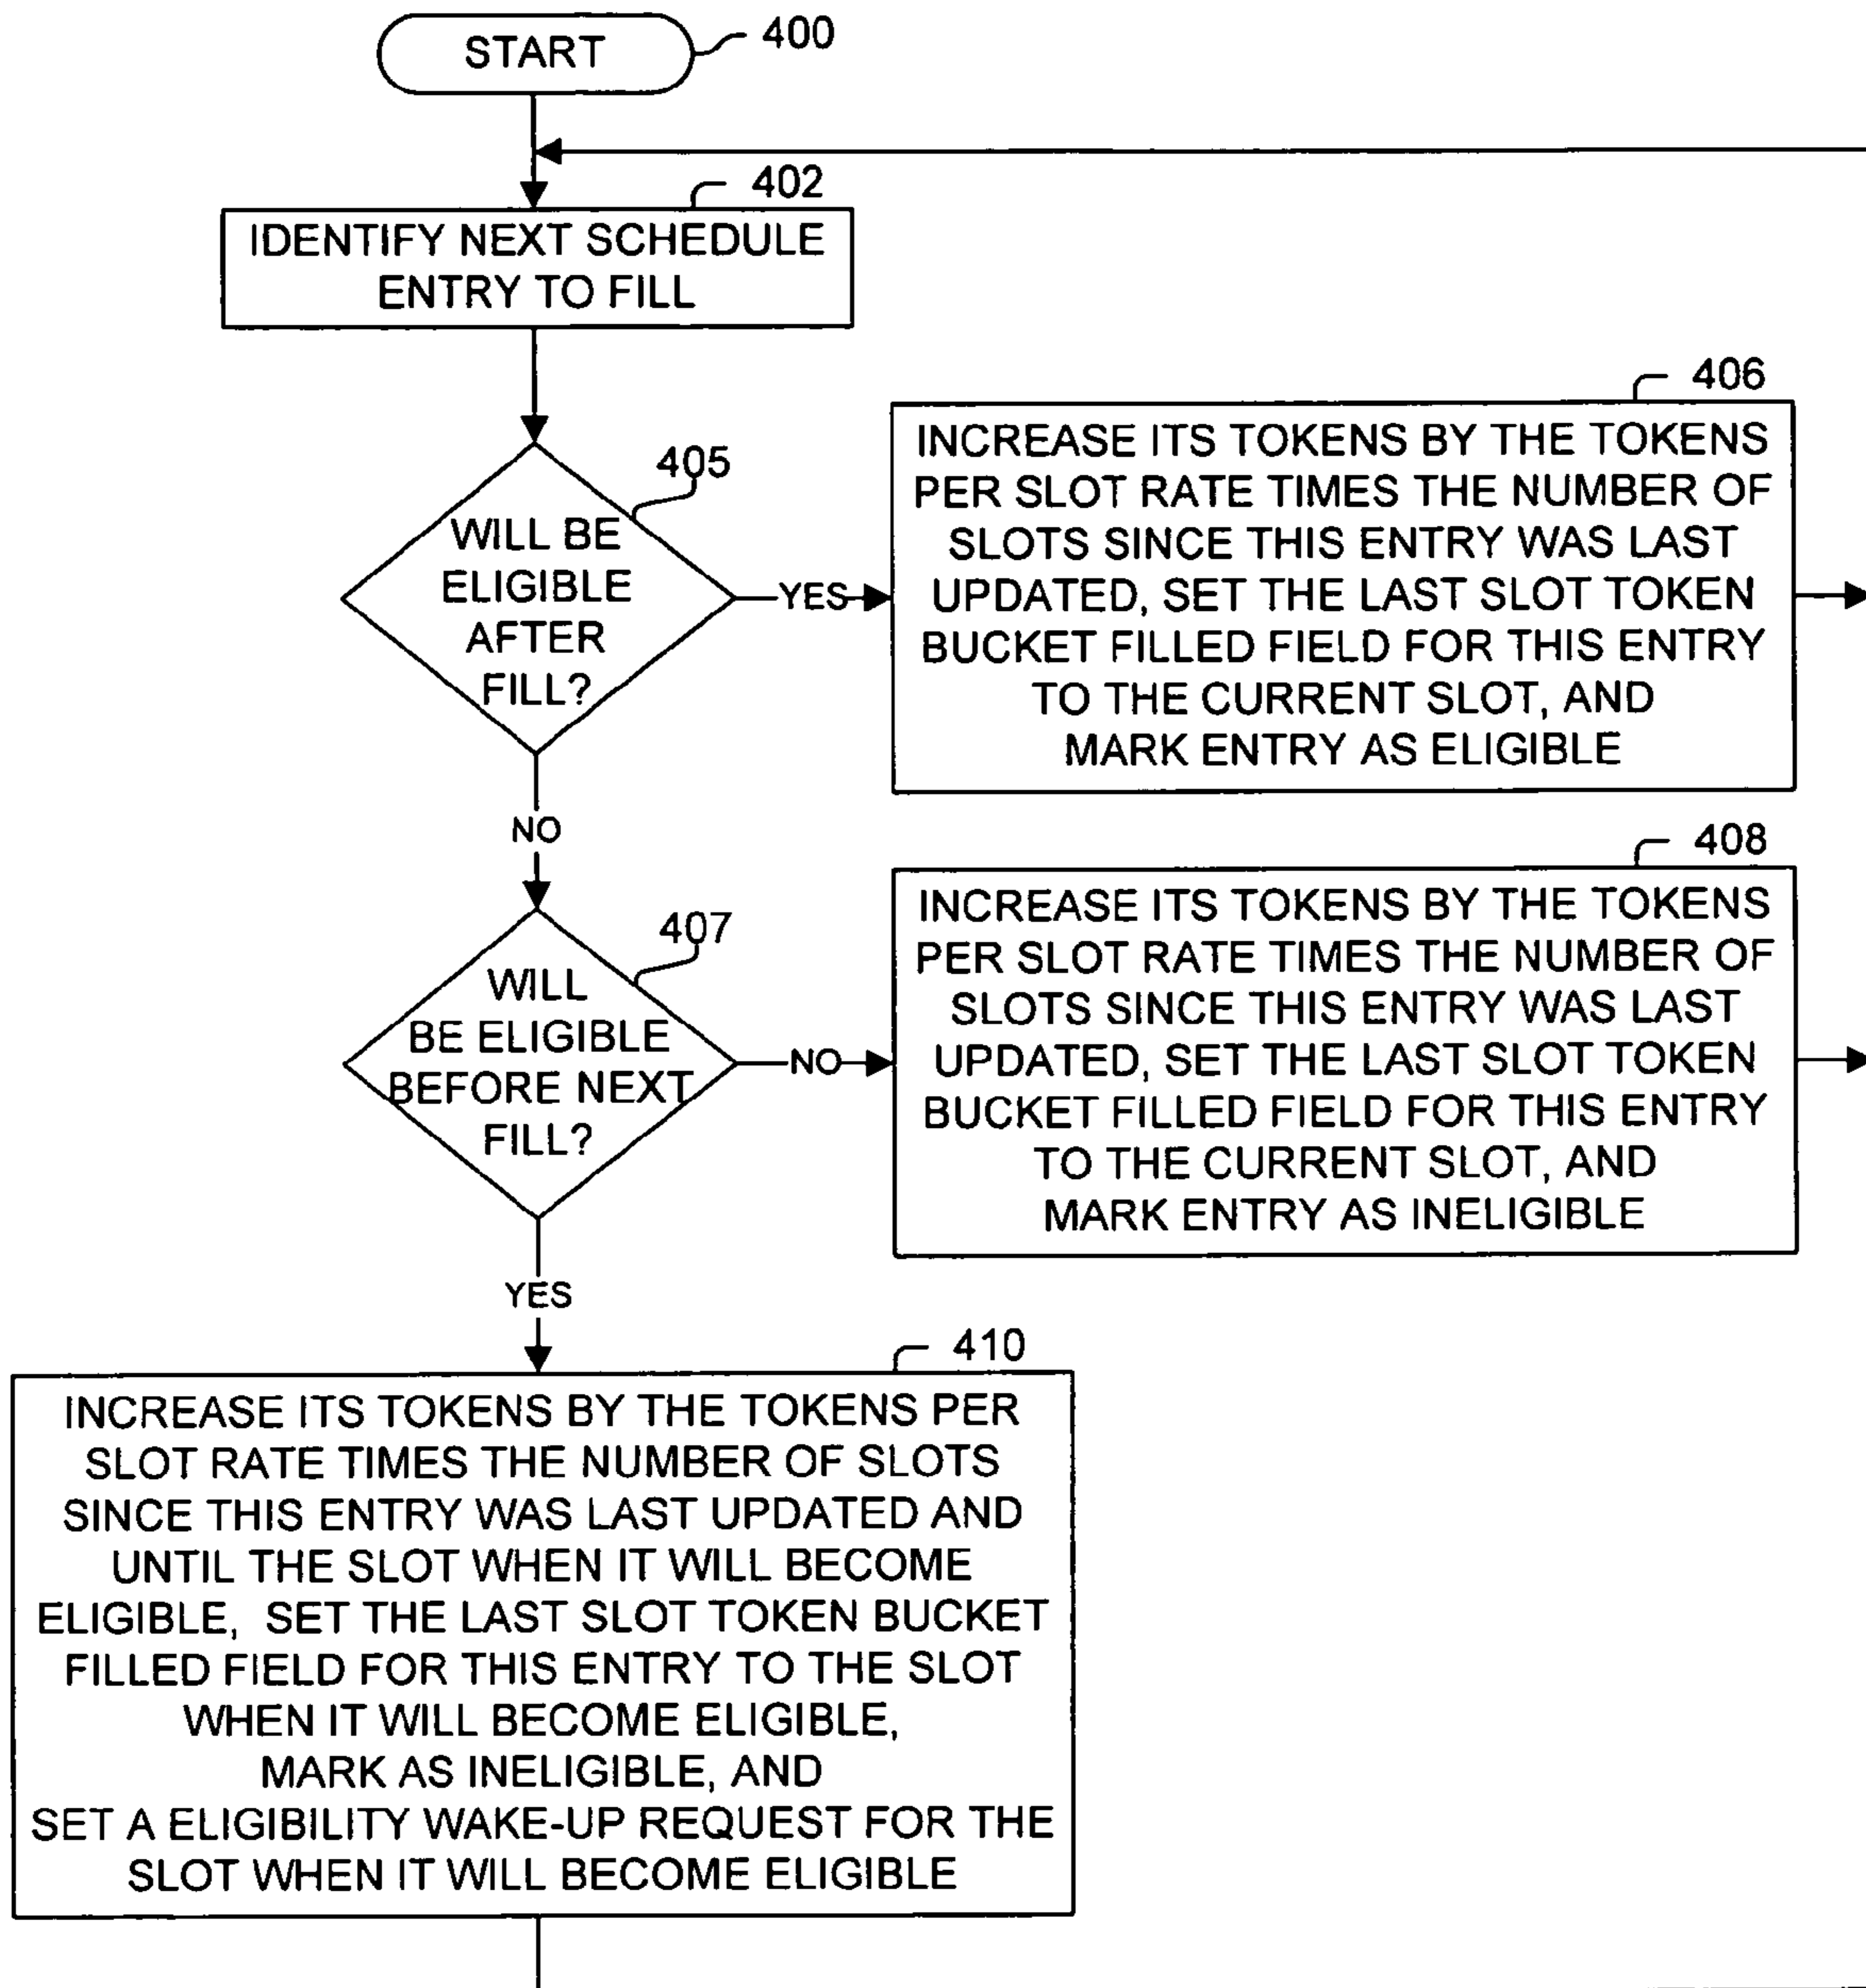 START
400
402
IDENTIFY NEXT SCHEDULE
ENTRY TO FILL
405
WILL BE
ELIGIBLE
AFTER
FILL?
YES
406
INCREASE ITS TOKENS BY THE TOKENS
PER SLOT RATE TIMES THE NUMBER OF
SLOTS SINCE THIS ENTRY WAS LAST
UPDATED, SET THE LAST SLOT TOKEN
BUCKET FILLED FIELD FOR THIS ENTRY
TO THE CURRENT SLOT, AND
MARK ENTRY AS ELIGIBLE
NO
407
WILL
BE ELIGIBLE
BEFORE NEXT
FILL?
NO
408
INCREASE ITS TOKENS BY THE TOKENS
PER SLOT RATE TIMES THE NUMBER OF
SLOTS SINCE THIS ENTRY WAS LAST
UPDATED, SET THE LAST SLOT TOKEN
BUCKET FILLED FIELD FOR THIS ENTRY
TO THE CURRENT SLOT, AND
MARK ENTRY AS INELIGIBLE
YES
410
INCREASE ITS TOKENS BY THE TOKENS PER
SLOT RATE TIMES THE NUMBER OF SLOTS
SINCE THIS ENTRY WAS LAST UPDATED AND
UNTIL THE SLOT WHEN IT WILL BECOME
ELIGIBLE, SET THE LAST SLOT TOKEN BUCKET
FILLED FIELD FOR THIS ENTRY TO THE SLOT
WHEN IT WILL BECOME ELIGIBLE,
MARK AS INELIGIBLE, AND
SET A ELIGIBILITY WAKE-UP REQUEST FOR THE
SLOT WHEN IT WILL BECOME ELIGIBLE